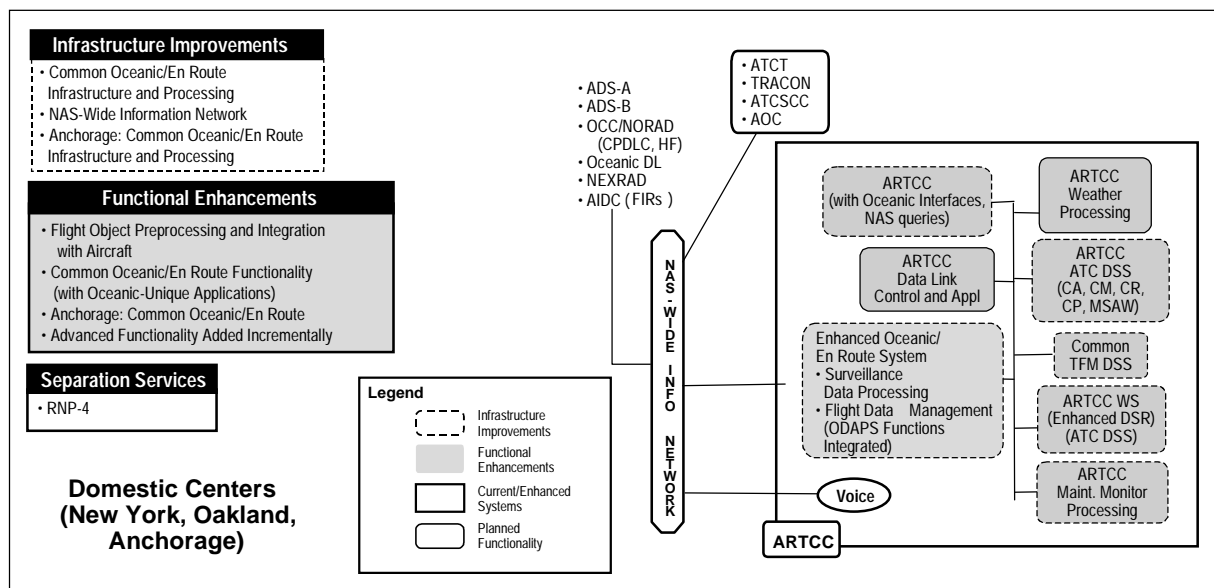 Infrastructure Improvements
• Common Oceanic/En Route
Infrastructure and Processing
• NAS-Wide Information Network
• Anchorage: Common Oceanic/En Route
Infrastructure and Processing
Functional Enhancements
• Flight Object Preprocessing and Integration
with Aircraft
• Common Oceanic/En Route Functionality
(with Oceanic-Unique Applications)
• Anchorage: Common Oceanic/En Route
• Advanced Functionality Added Incrementally
Separation Services
• RNP-4
Domestic Centers
(New York, Oakland,
Anchorage)
Legend
Infrastructure
Improvements
Functional
Enhancements
Current/Enhanced
Systems
Planned
Functionality
• ADS-A
• ADS-B
• OCC/NORAD
(CPDLC, HF)
• Oceanic DL
• NEXRAD
• AIDC (FIRs)
• ATCT
• TRACON
• ATCSCC
• AOC
NAS-WIDE INFO NETWORK
ARTCC
(with Oceanic Interfaces,
NAS queries)
ARTCC
Weather
Processing
ARTCC
Data Link
Control and Appl
ARTCC
ATC DSS
(CA, CM, CR,
CP, MSAW)
Enhanced Oceanic/
En Route System
• Surveillance
Data Processing
• Flight Data Management
(ODAPS Functions
Integrated)
Common
TFM DSS
ARTCC WS
(Enhanced DSR)
(ATC DSS)
ARTCC
Maint. Monitor
Processing
Voice
ARTCC